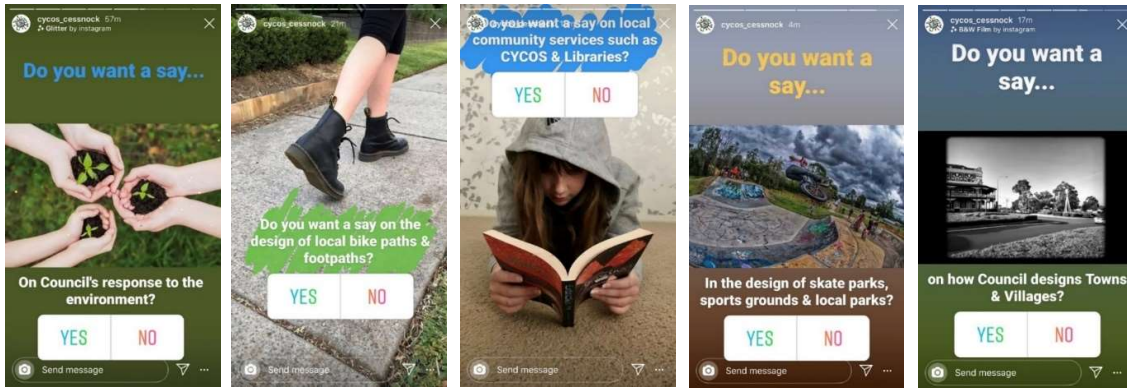 cycos_cessnock 57m
Glitter by instagram
Do you want a say...
On Council's response to the
environment?
YES NO
Send message
cycos_cessnock 21m
Do you want a say on the
design of local bike paths &
footpaths?
YES NO
Send message
cycos_cessnock
Do you want a say on local
community services such as
CYCOS & Libraries?
YES NO
Send message
cycos_cessnock 4m
Do you want a
say...
In the design of skate parks,
sports grounds & local parks?
YES NO
Send message
cycos_cessnock 17m
B&W Film by instagram
Do you want a
say...
on how Council designs Towns
& Villages?
YES NO
Send message